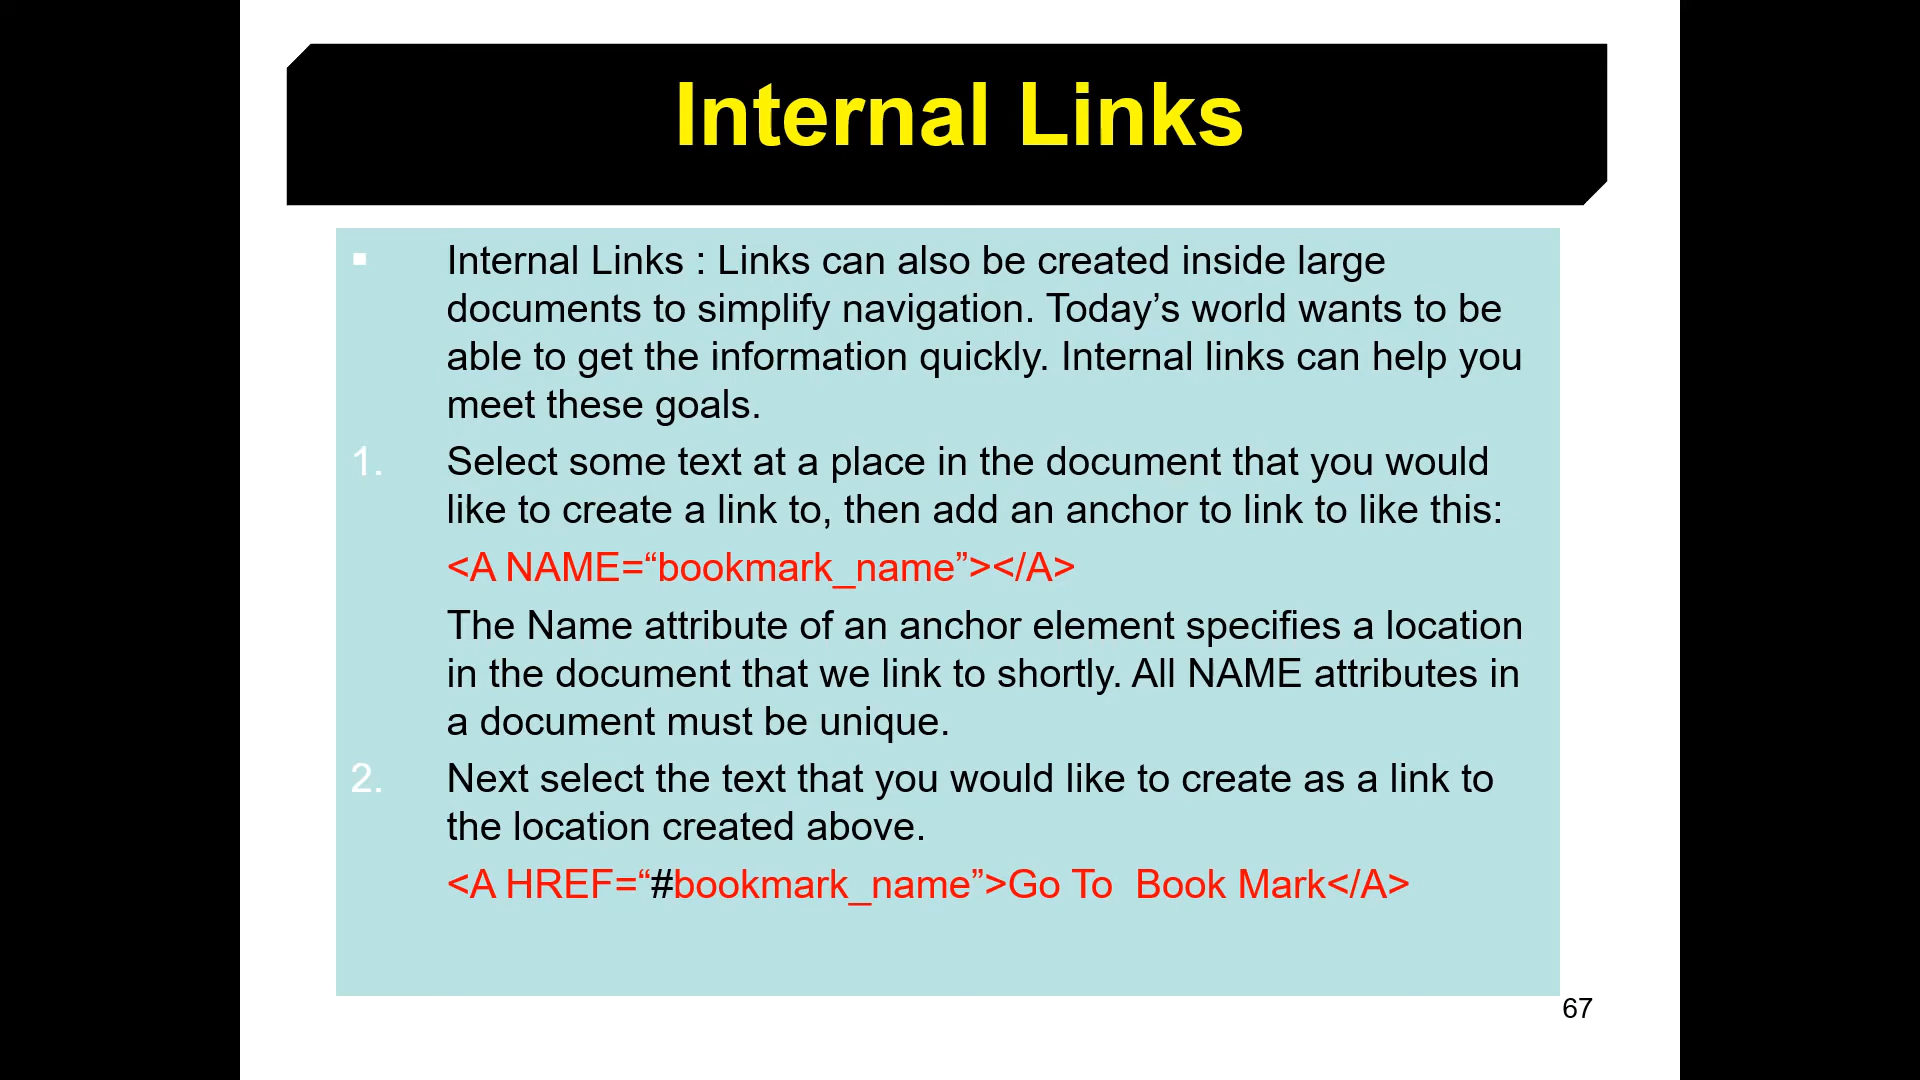 Internal Links
▪ Internal Links : Links can also be created inside large
documents to simplify navigation. Today’s world wants to be
able to get the information quickly. Internal links can help you
meet these goals.
1. Select some text at a place in the document that you would
like to create a link to, then add an anchor to link to like this:
<A NAME=“bookmark_name”></A>
The Name attribute of an anchor element specifies a location
in the document that we link to shortly. All NAME attributes in
a document must be unique.
2. Next select the text that you would like to create as a link to
the location created above.
<A HREF=“#bookmark_name”>Go To  Book Mark</A>
67